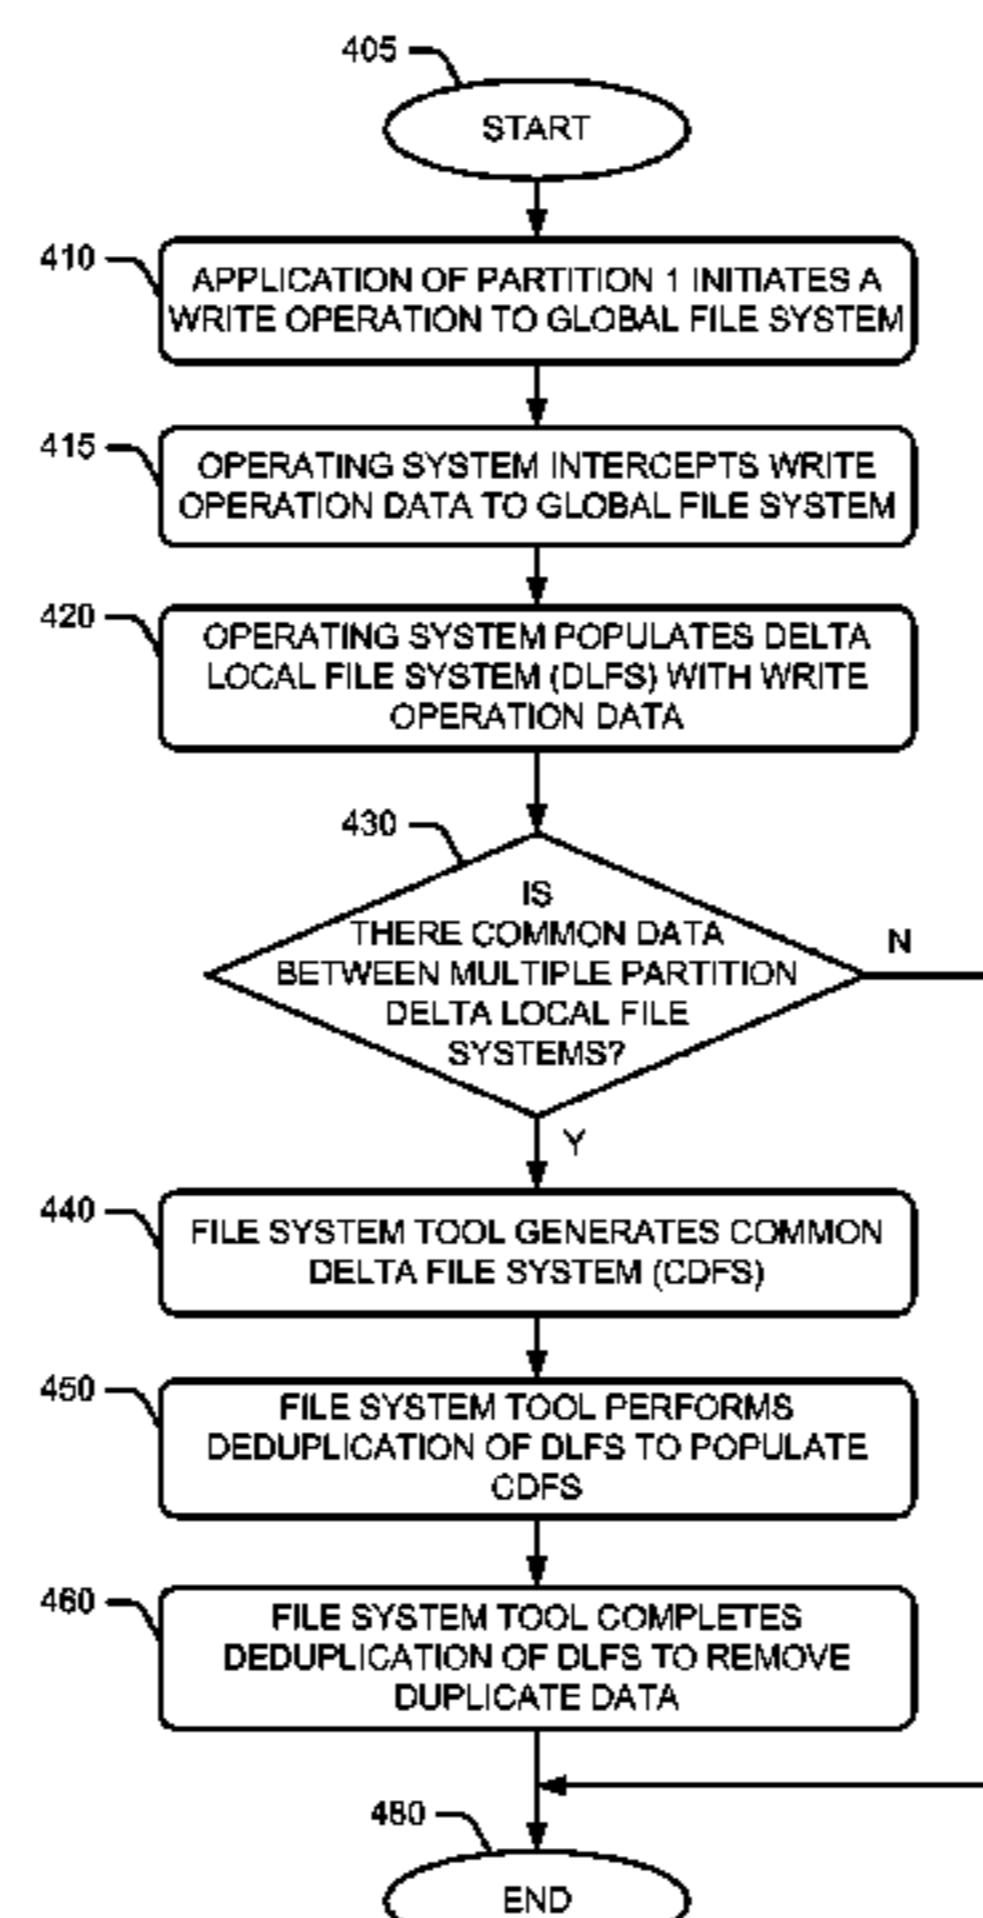 405
START
410
APPLICATION OF PARTITION 1 INITIATES A
WRITE OPERATION TO GLOBAL FILE SYSTEM
415
OPERATING SYSTEM INTERCEPTS WRITE
OPERATION DATA TO GLOBAL FILE SYSTEM
420
OPERATING SYSTEM POPULATES DELTA
LOCAL FILE SYSTEM (DLFS) WITH WRITE
OPERATION DATA
430
IS
THERE COMMON DATA
BETWEEN MULTIPLE PARTITION
DELTA LOCAL FILE
SYSTEMS?
N
Y
440
FILE SYSTEM TOOL GENERATES COMMON
DELTA FILE SYSTEM (CDFS)
450
FILE SYSTEM TOOL PERFORMS
DEDUPLICATION OF DLFS TO POPULATE
CDFS
460
FILE SYSTEM TOOL COMPLETES
DEDUPLICATION OF DLFS TO REMOVE
DUPLICATE DATA
480
END